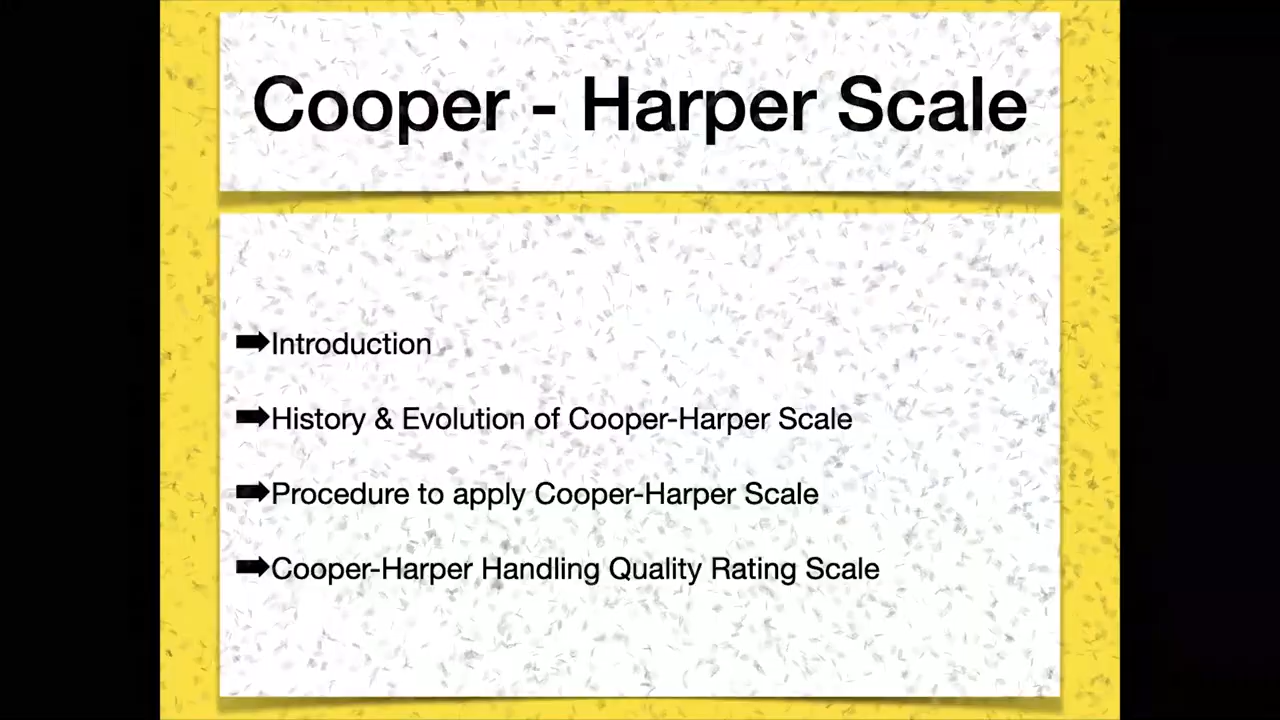 Cooper - Harper Scale
➡Introduction
➡History & Evolution of Cooper-Harper Scale
➡Procedure to apply Cooper-Harper Scale
➡Cooper-Harper Handling Quality Rating Scale